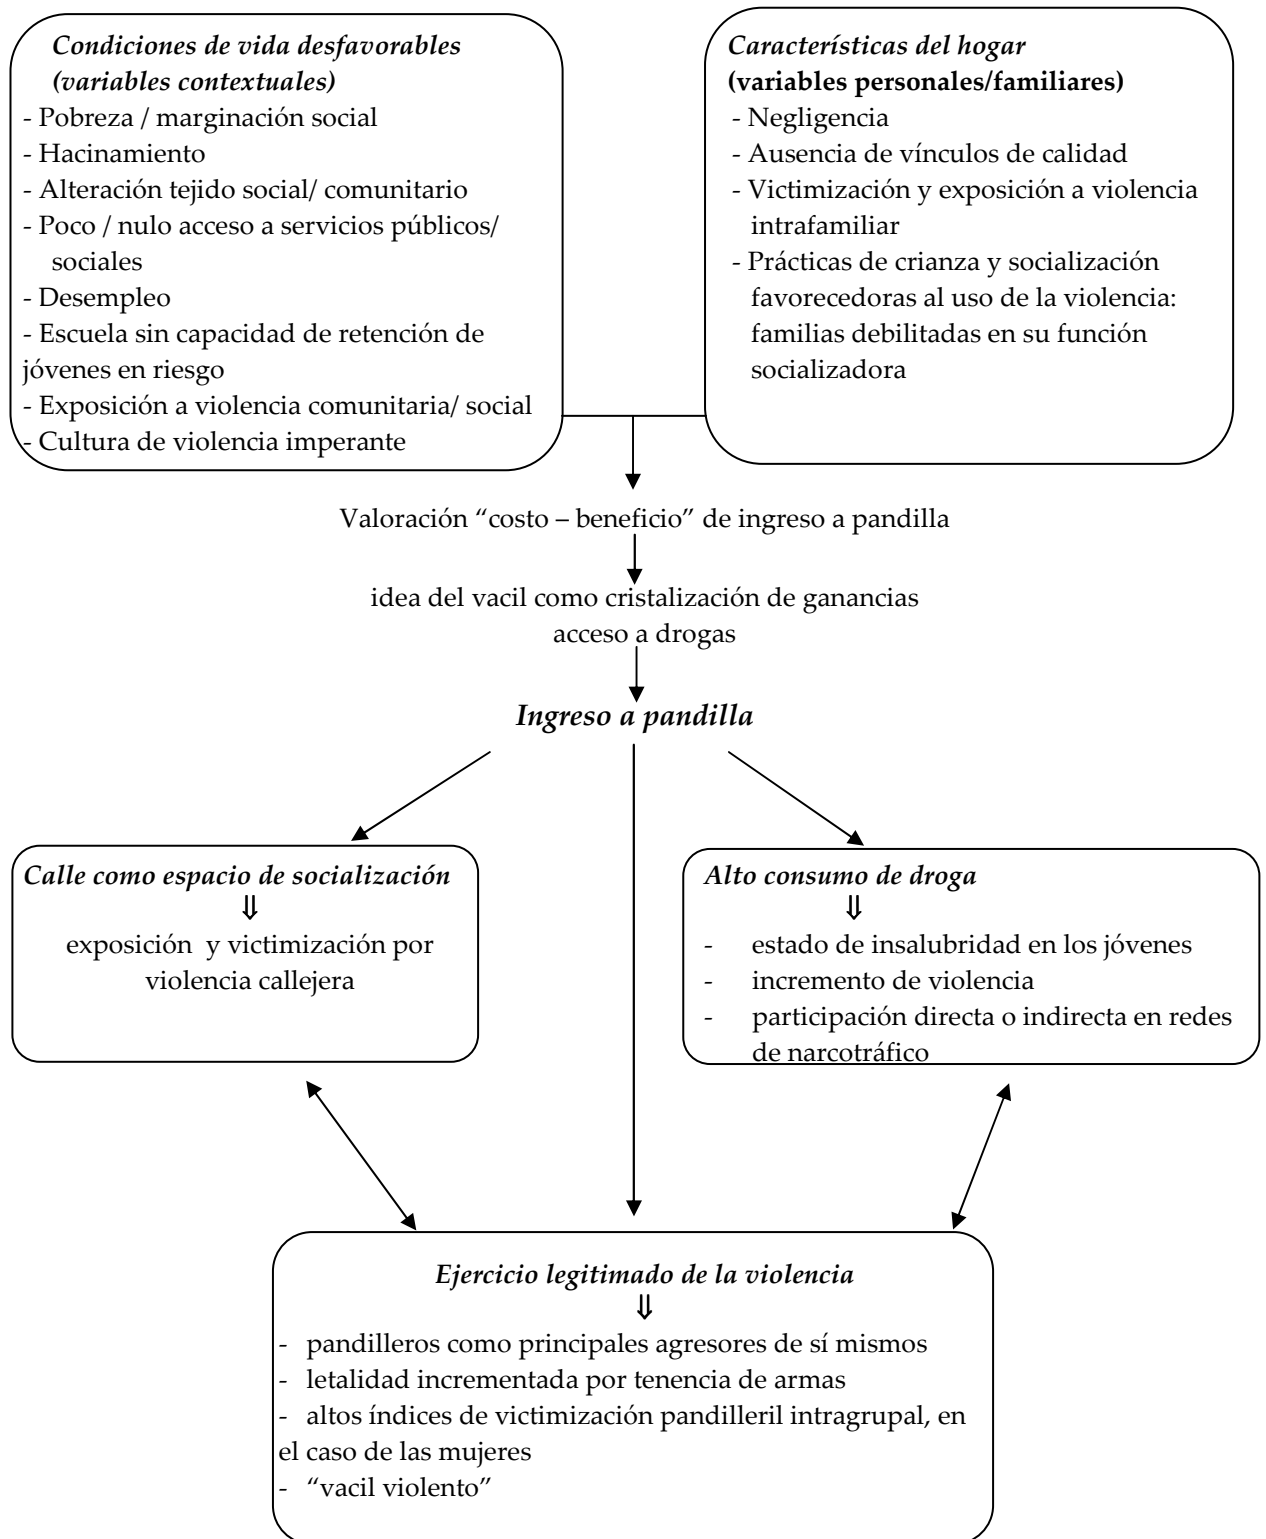 Condiciones de vida desfavorables
(variables contextuales)
- Pobreza / marginación social
- Hacinamiento
- Alteración tejido social/ comunitario
- Poco / nulo acceso a servicios públicos/
sociales
- Desempleo
- Escuela sin capacidad de retención de
jóvenes en riesgo
- Exposición a violencia comunitaria/ social
- Cultura de violencia imperante
Características del hogar
(variables personales/familiares)
- Negligencia
- Ausencia de vínculos de calidad
- Victimización y exposición a violencia
intrafamiliar
- Prácticas de crianza y socialización
favorecedoras al uso de la violencia:
familias debilitadas en su función
socializadora
Valoración “costo – beneficio” de ingreso a pandilla
idea del vacil como cristalización de ganancias
acceso a drogas
Ingreso a pandilla
Calle como espacio de socialización
⇓
exposición y victimización por
violencia callejera
Alto consumo de droga
⇓
- estado de insalubridad en los jóvenes
- incremento de violencia
- participación directa o indirecta en redes
de narcotráfico
Ejercicio legitimado de la violencia
⇓
- pandilleros como principales agresores de sí mismos
- letalidad incrementada por tenencia de armas
- altos índices de victimización pandilleril intragrupal, en
el caso de las mujeres
- “vacil violento”